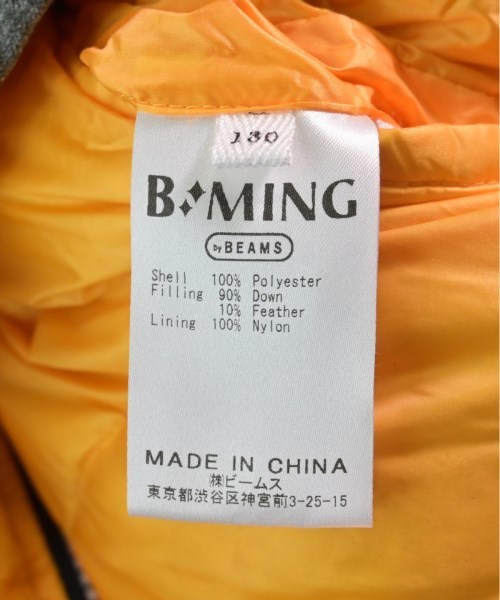 130
B MING
by BEAMS
Shell 100% Polyester
Filling 90% Down
10% Feather
Lining 100% Nylon
MADE IN CHINA
㈱ビームス
東京都渋谷区神宮前3-25-15